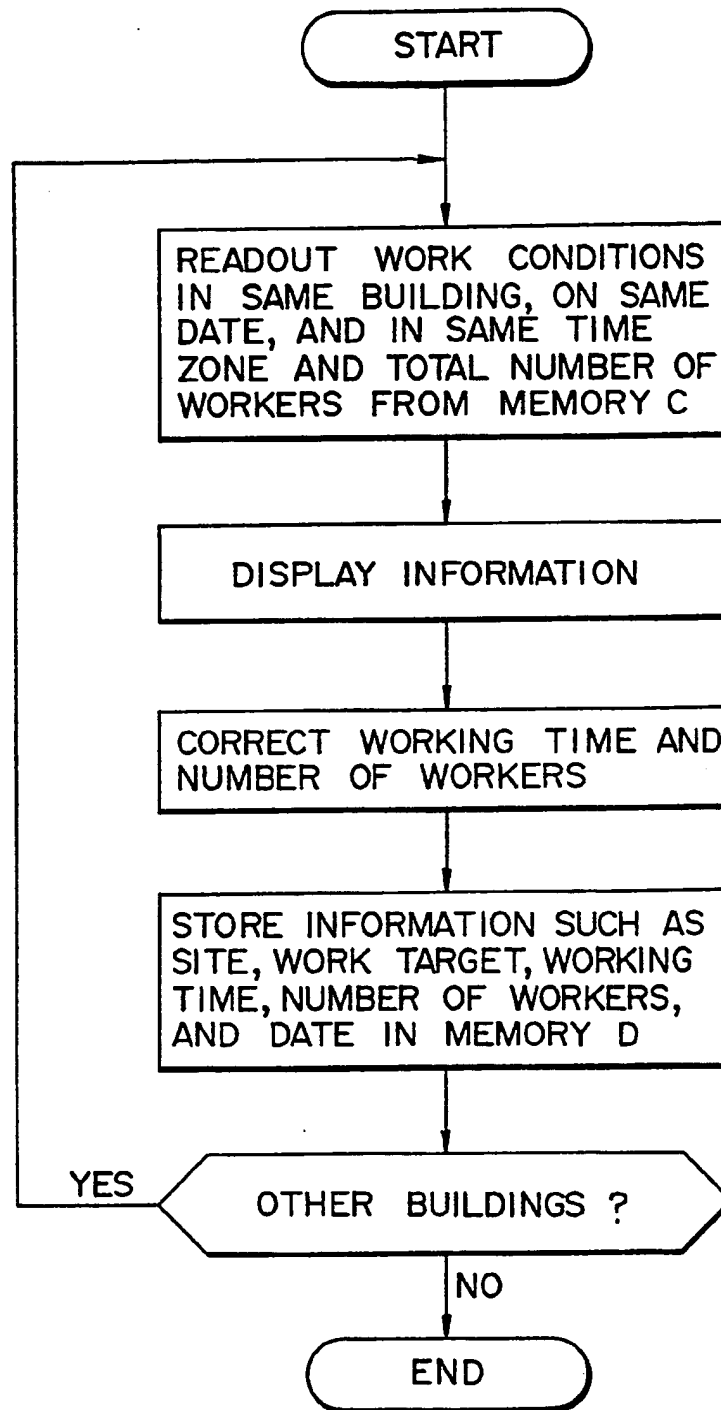 START
READOUT WORK CONDITIONS
IN SAME BUILDING, ON SAME
DATE, AND IN SAME TIME
ZONE AND TOTAL NUMBER OF
WORKERS FROM MEMORY C
DISPLAY INFORMATION
CORRECT WORKING TIME AND
NUMBER OF WORKERS
STORE INFORMATION SUCH AS
SITE, WORK TARGET, WORKING
TIME, NUMBER OF WORKERS,
AND DATE IN MEMORY D
YES
OTHER BUILDINGS ?
NO
END